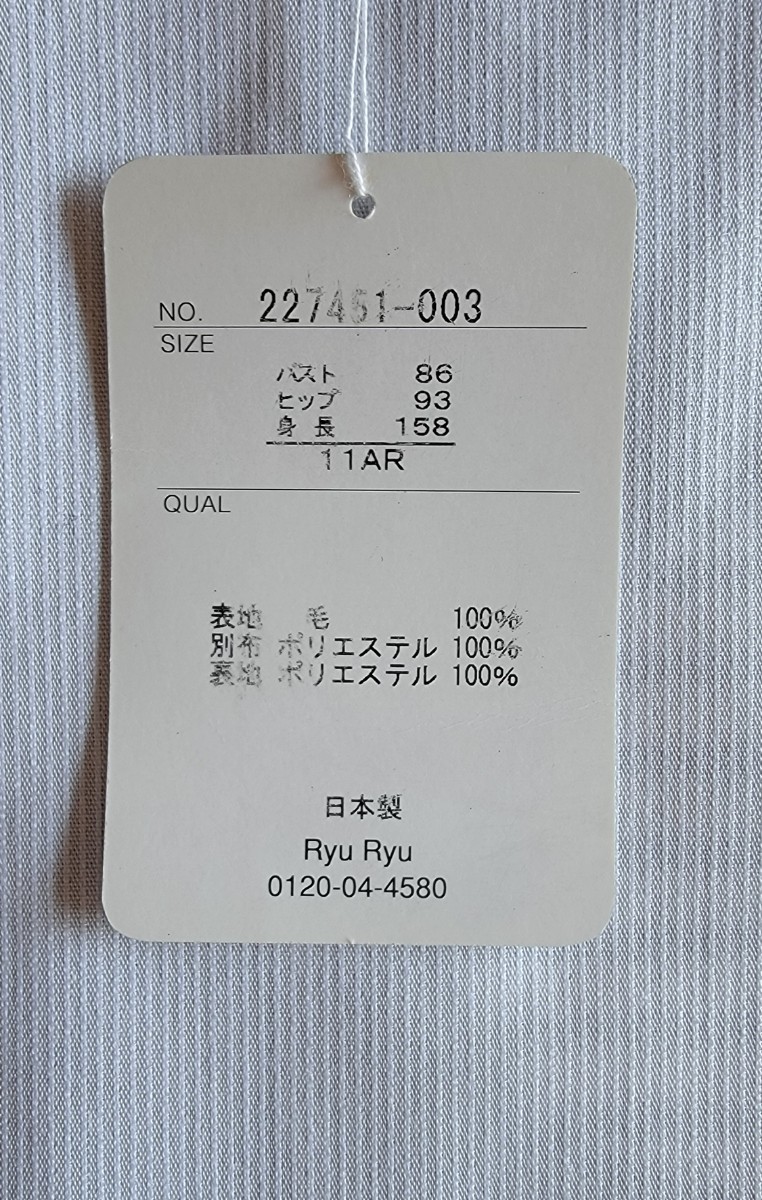 NO. 227451-003
SIZE
バスト 86
ヒップ 93
身長 158
11AR
QUAL
表地 毛 100%
別布 ポリエステル 100%
裏地 ポリエステル 100%
日本製
Ryu Ryu
0120-04-4580